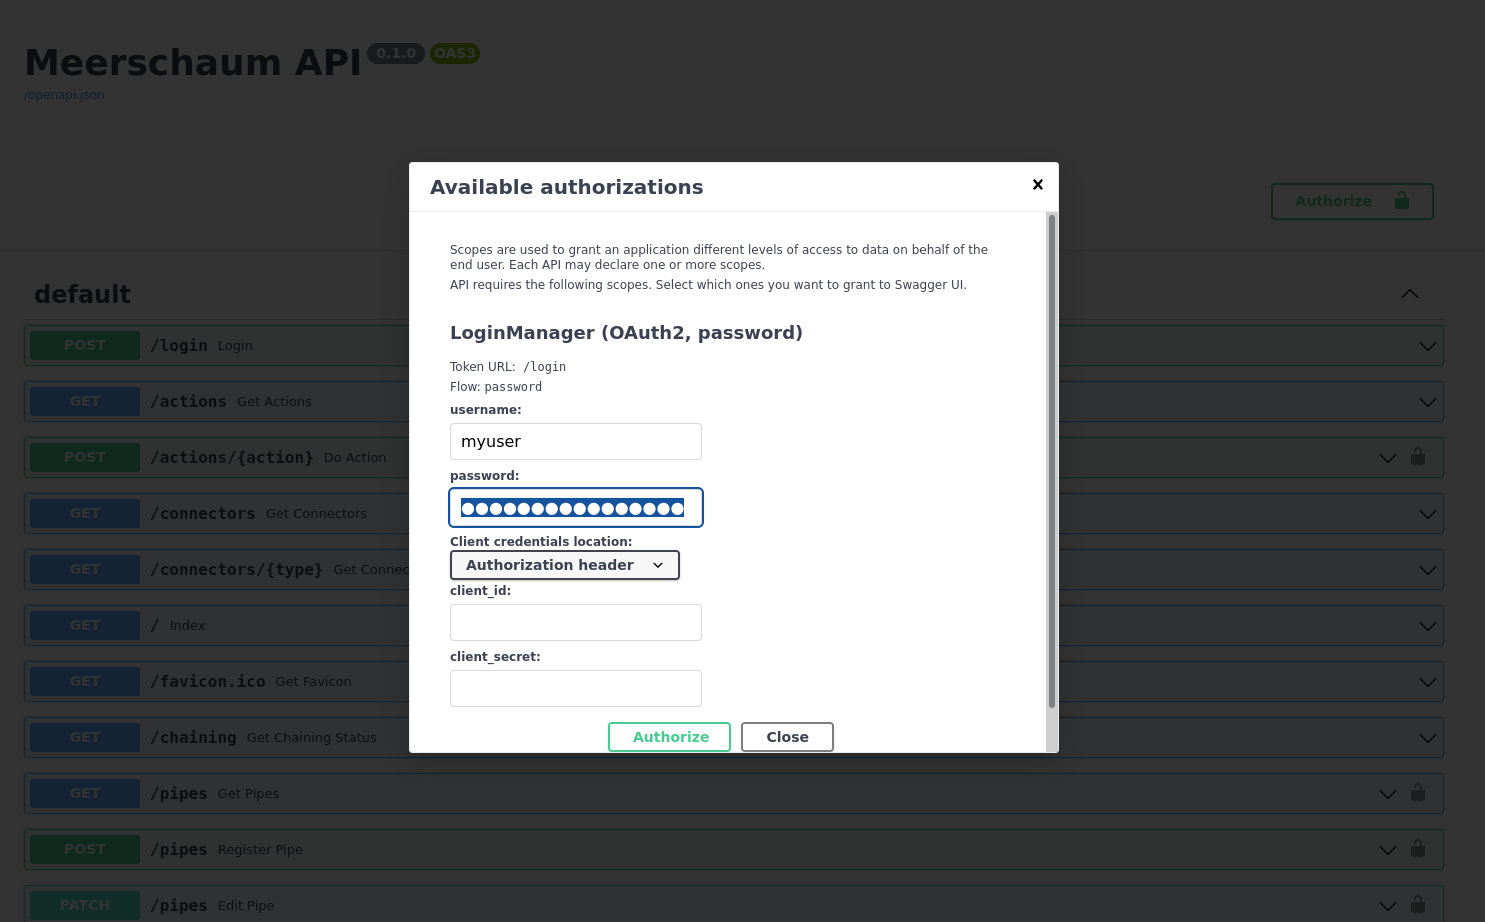 Meerschaum API 0.1.0 OAS3
/openapi.json
Available authorizations
Authorize
Scopes are used to grant an application different levels of access to data on behalf of the
end user. Each API may declare one or more scopes.
API requires the following scopes. Select which ones you want to grant to Swagger UI.
LoginManager (OAuth2, password)
Token URL: /login
Flow: password
username:
myuser
password:
Client credentials location:
Authorization header
client_id:
client_secret:
Authorize Close
default
POST /login Login
GET /actions Get Actions
POST /actions/{action} Do Action
GET /connectors Get Connectors
GET /connectors/{type} Get Connec
GET / Index
GET /favicon.ico Get Favicon
GET /chaining Get Chaining Status
GET /pipes Get Pipes
POST /pipes Register Pipe
PATCH /pipes Edit Pipe